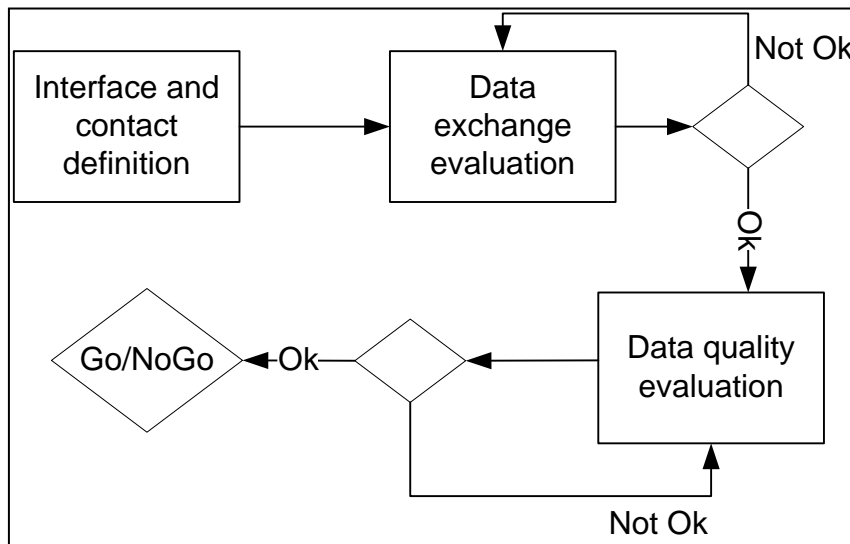 Interface and
contact
definition
Data
exchange
evaluation
Not Ok
Ok
Data quality
evaluation
Ok
Go/NoGo
Not Ok